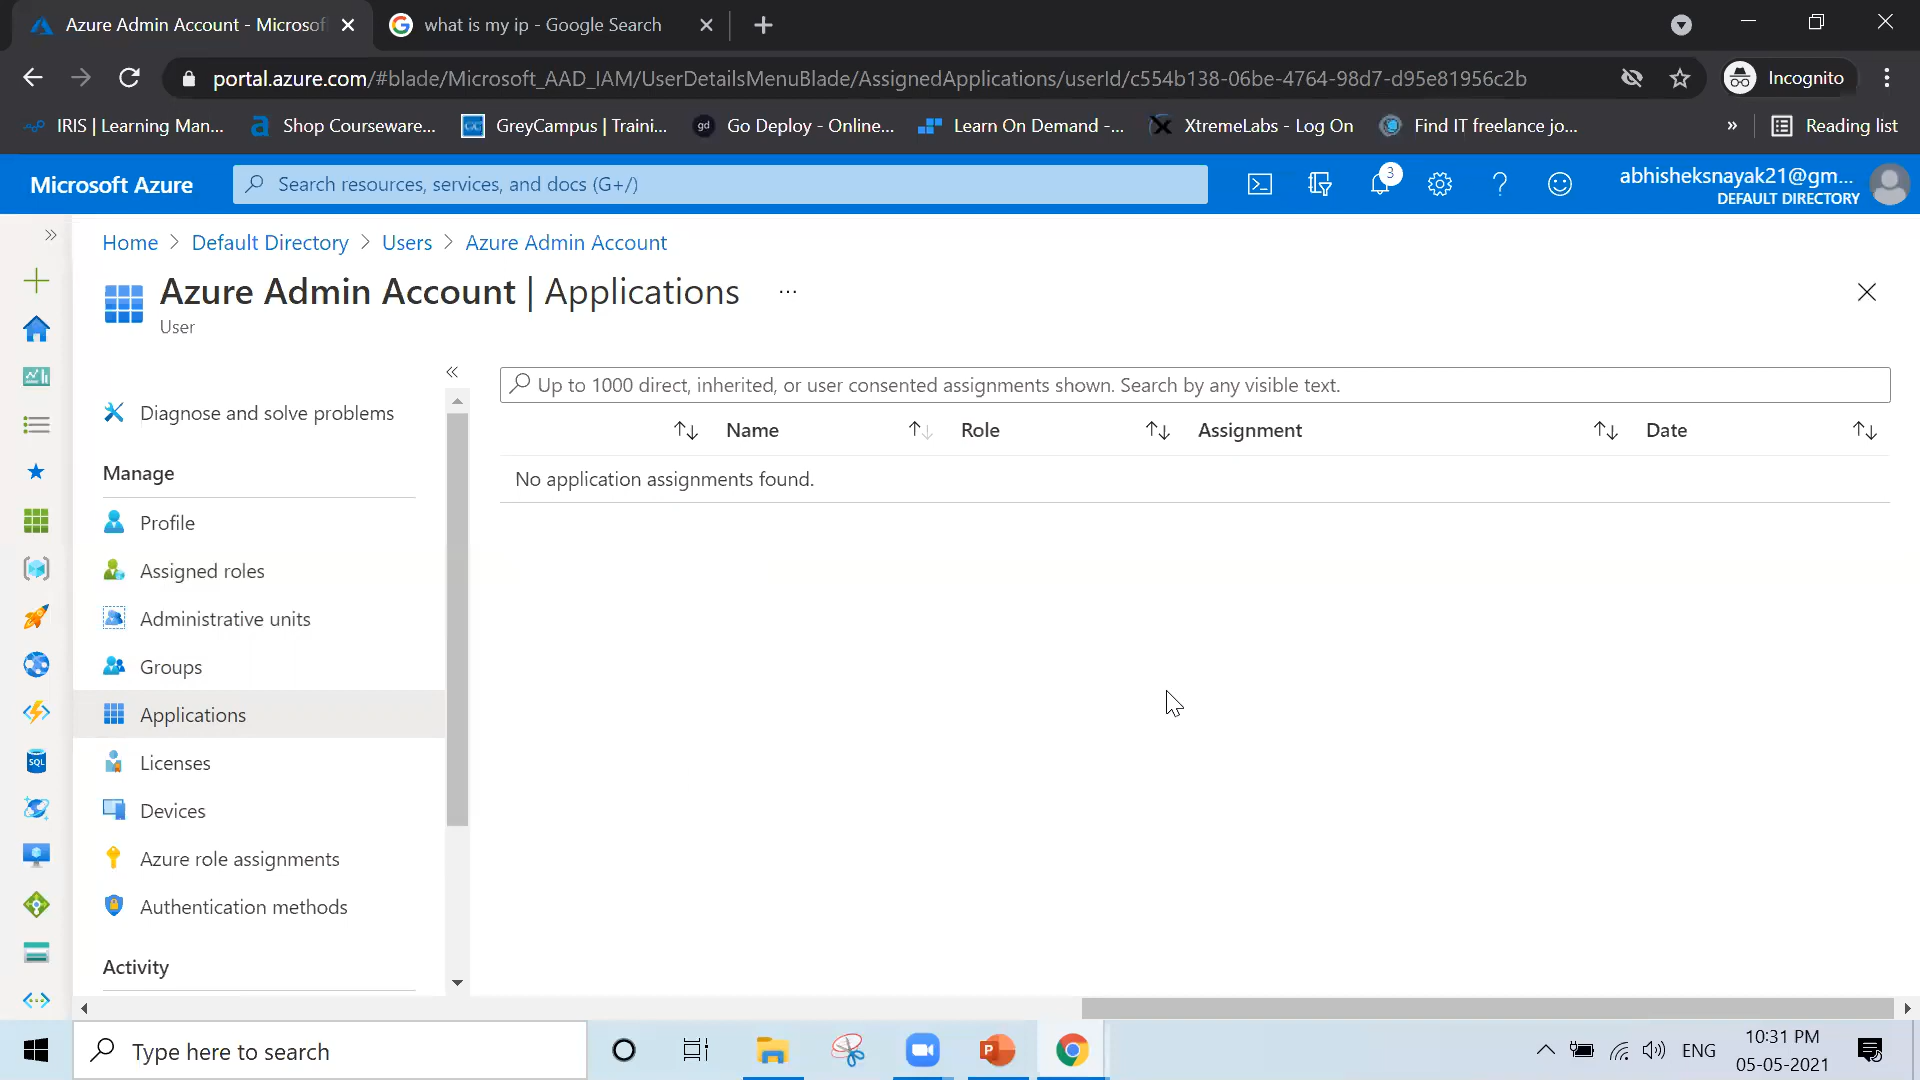 Azure Admin Account - Microsof
what is my ip - Google Search
portal.azure.com/#blade/Microsoft_AAD_IAM/UserDetailsMenuBlade/AssignedApplications/userId/c554b138-06be-4764-98d7-d95e81956c2b
Incognito
IRIS | Learning Man...
Shop Courseware...
GreyCampus | Traini...
gd
Go Deploy - Online...
Learn On Demand -...
XtremeLabs - Log On
Find IT freelance jo...
»
Reading list
Microsoft Azure
Search resources, services, and docs (G+/)
3
abhisheksnayak21@gm...
DEFAULT DIRECTORY
Home > Default Directory > Users > Azure Admin Account
Azure Admin Account | Applications ...
User
Diagnose and solve problems
Manage
Profile
Assigned roles
Administrative units
Groups
Applications
Licenses
Devices
Azure role assignments
Authentication methods
Activity
SQL
Up to 1000 direct, inherited, or user consented assignments shown. Search by any visible text.
Name
Role
Assignment
Date
No application assignments found.
Type here to search
P
ENG
10:31 PM
05-05-2021